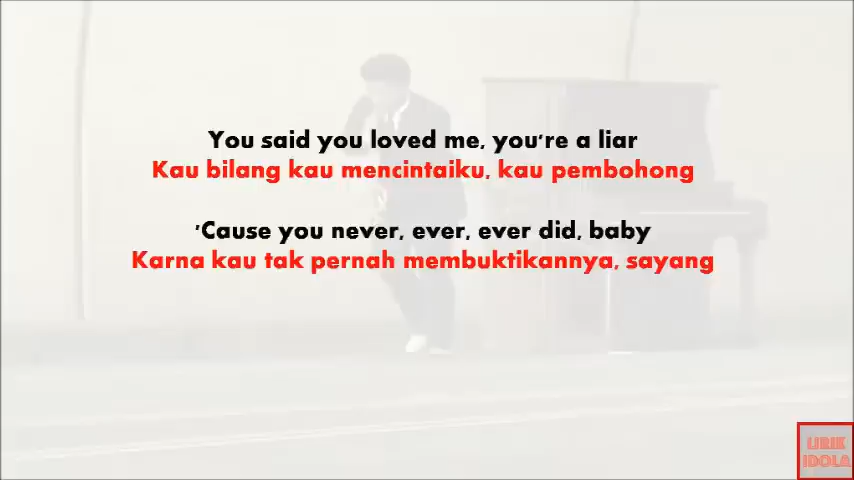 You said you loved me, you're a liar
Kau bilang kau mencintaiku, kau pembohong
'Cause you never, ever, ever did, baby
Karna kau tak pernah membuktikannya, sayang
LIRIK
IDOLA